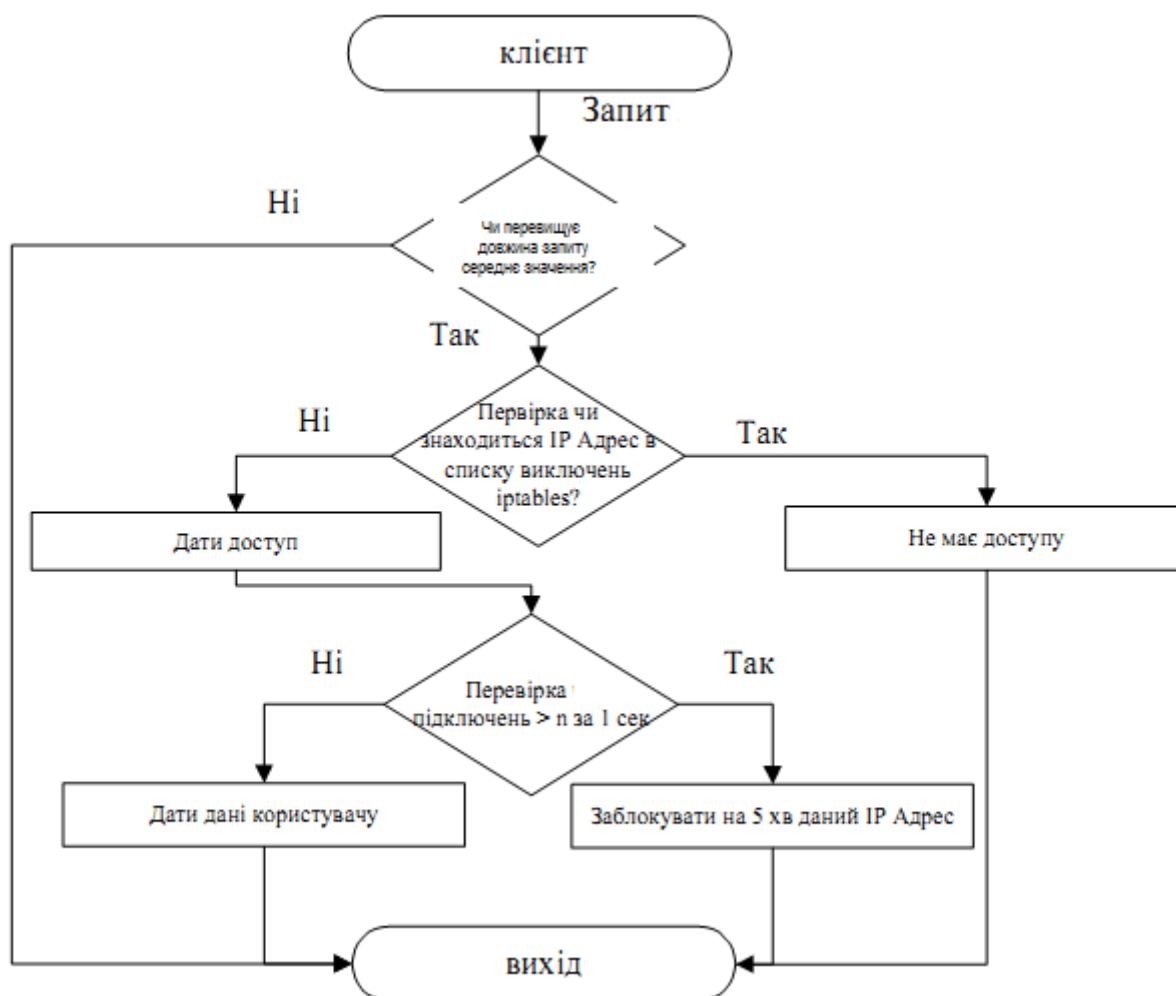 клієнт
Запит
Ні
Чи перевищує
довжина запиту
середнє значення?
Так
Ні
Первірка чи
знаходиться IP Адрес в
списку виключень
iptables?
Так
Дати доступ
Не має доступу
Ні
Перевірка
підключень > n за 1 сек
Так
Дати дані користувачу
Заблокувати на 5 хв даний IP Адрес
вихід